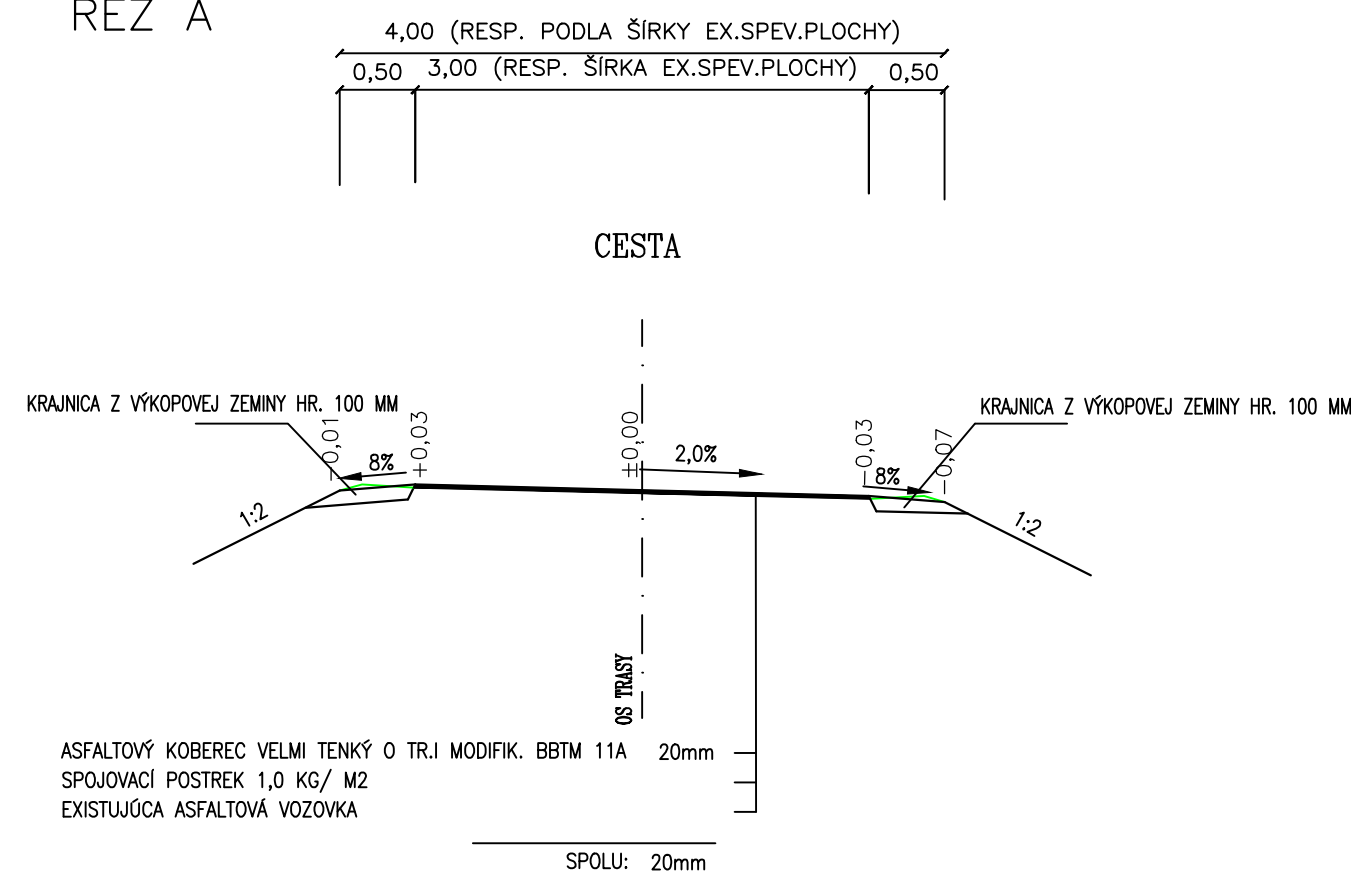 REZ A
4,00 (RESP. PODLA ŠÍRKY EX.SPEV.PLOCHY)
0,50
3,00 (RESP. ŠÍRKA EX.SPEV.PLOCHY)
0,50
CESTA
KRAJNICA Z VÝKOPOVEJ ZEMINY HR. 100 MM
KRAJNICA Z VÝKOPOVEJ ZEMINY HR. 100 MM
-0,01
+0,03
±0,00
-0,03
-0,07
8%
2,0%
8%
1:2
1:2
OS TRASY
ASFALTOVÝ KOBEREC VELMI TENKÝ O TR.I MODIFIK. BBTM 11A 20mm
SPOJOVACÍ POSTREK 1,0 KG/ M2
EXISTUJÚCA ASFALTOVÁ VOZOVKA
SPOLU: 20mm